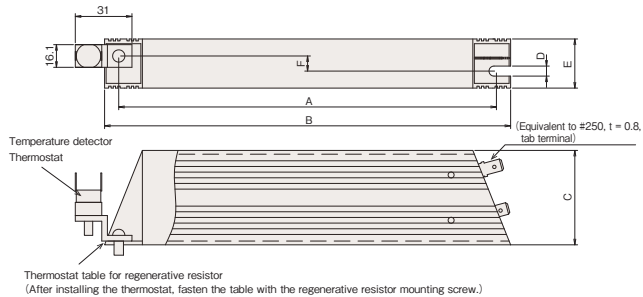 31
16.1
F
D
E
A
B
(Equivalent to #250, t = 0.8,
tab terminal)
Temperature detector
Thermostat
C
Thermostat table for regenerative resistor
(After installing the thermostat, fasten the table with the regenerative resistor mounting screw.)